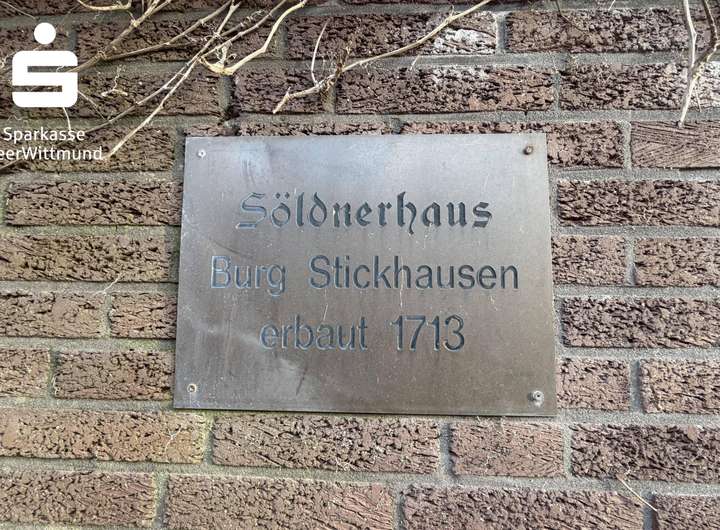 Sparkasse
eerWittmund
Söldnerhaus
Burg Stickhausen
erbaut 1713